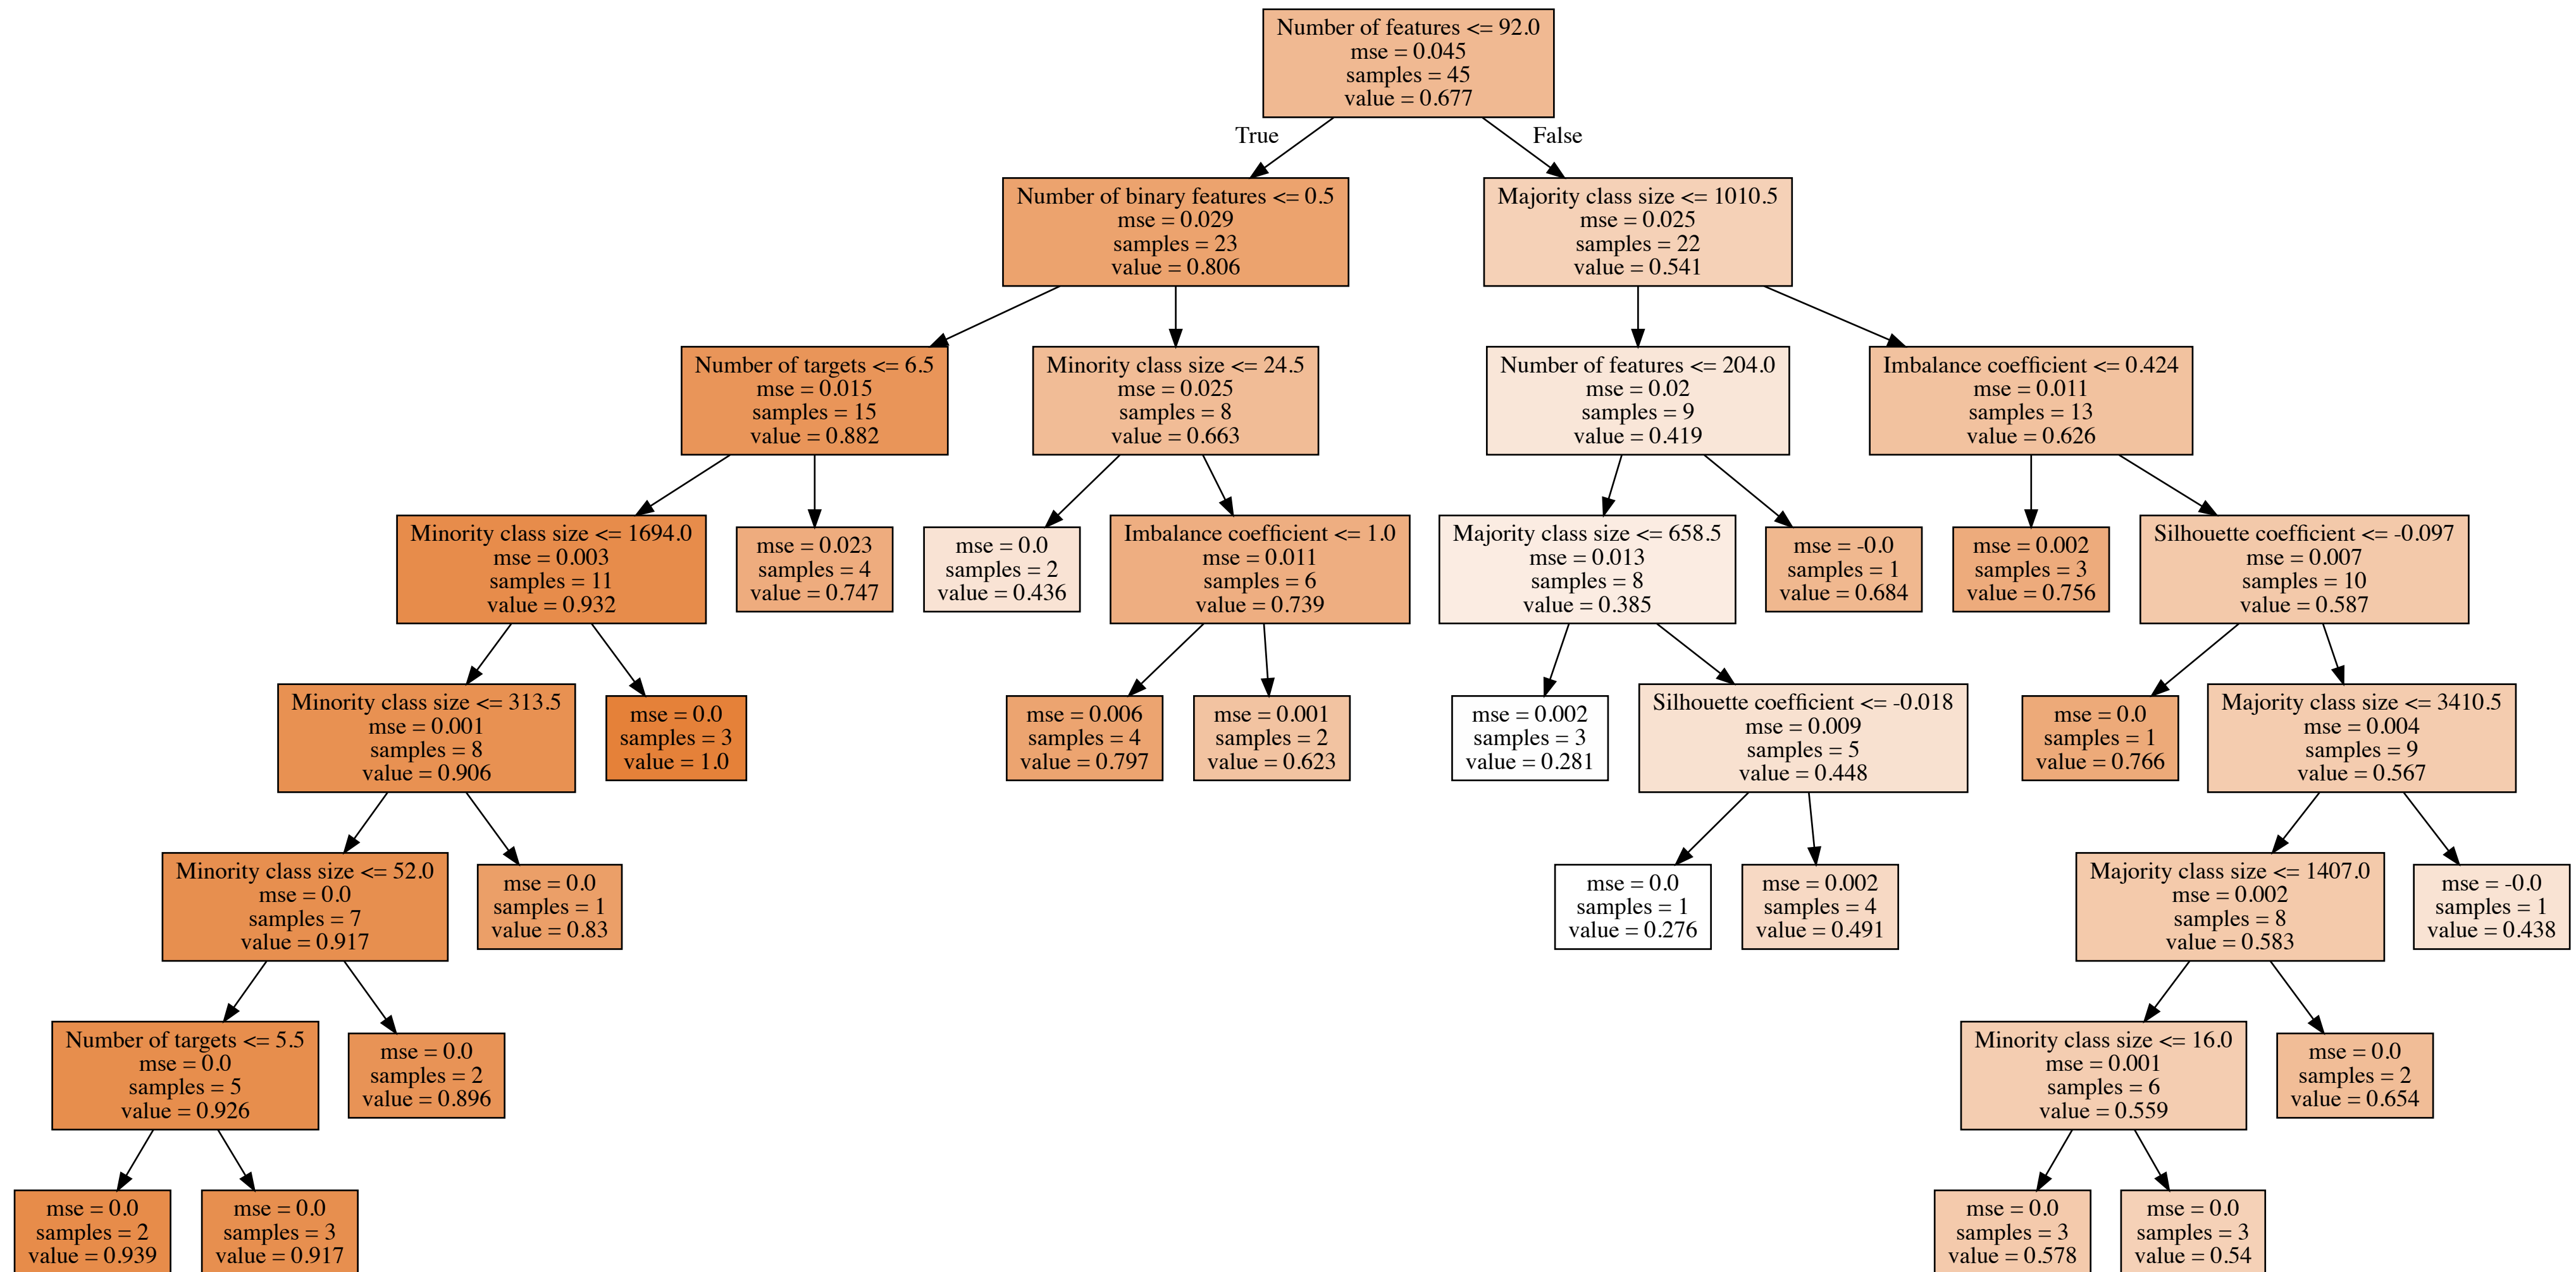 Number of features <= 92.0
mse = 0.045
samples = 45
value = 0.677
True
False
Number of binary features <= 0.5
mse = 0.029
samples = 23
value = 0.806
Majority class size <= 1010.5
mse = 0.025
samples = 22
value = 0.541
Number of targets <= 6.5
mse = 0.015
samples = 15
value = 0.882
Minority class size <= 24.5
mse = 0.025
samples = 8
value = 0.663
Number of features <= 204.0
mse = 0.02
samples = 9
value = 0.419
Imbalance coefficient <= 0.424
mse = 0.011
samples = 13
value = 0.626
Minority class size <= 1694.0
mse = 0.003
samples = 11
value = 0.932
mse = 0.023
samples = 4
value = 0.747
mse = 0.0
samples = 2
value = 0.436
Imbalance coefficient <= 1.0
mse = 0.011
samples = 6
value = 0.739
Majority class size <= 658.5
mse = 0.013
samples = 8
value = 0.385
mse = -0.0
samples = 1
value = 0.684
mse = 0.002
samples = 3
value = 0.756
Silhouette coefficient <= -0.097
mse = 0.007
samples = 10
value = 0.587
Minority class size <= 313.5
mse = 0.001
samples = 8
value = 0.906
mse = 0.0
samples = 3
value = 1.0
mse = 0.006
samples = 4
value = 0.797
mse = 0.001
samples = 2
value = 0.623
mse = 0.002
samples = 3
value = 0.281
Silhouette coefficient <= -0.018
mse = 0.009
samples = 5
value = 0.448
mse = 0.0
samples = 1
value = 0.766
Majority class size <= 3410.5
mse = 0.004
samples = 9
value = 0.567
Minority class size <= 52.0
mse = 0.0
samples = 7
value = 0.917
mse = 0.0
samples = 1
value = 0.83
mse = 0.0
samples = 1
value = 0.276
mse = 0.002
samples = 4
value = 0.491
Majority class size <= 1407.0
mse = 0.002
samples = 8
value = 0.583
mse = -0.0
samples = 1
value = 0.438
Number of targets <= 5.5
mse = 0.0
samples = 5
value = 0.926
mse = 0.0
samples = 2
value = 0.896
Minority class size <= 16.0
mse = 0.001
samples = 6
value = 0.559
mse = 0.0
samples = 2
value = 0.654
mse = 0.0
samples = 2
value = 0.939
mse = 0.0
samples = 3
value = 0.917
mse = 0.0
samples = 3
value = 0.578
mse = 0.0
samples = 3
value = 0.54